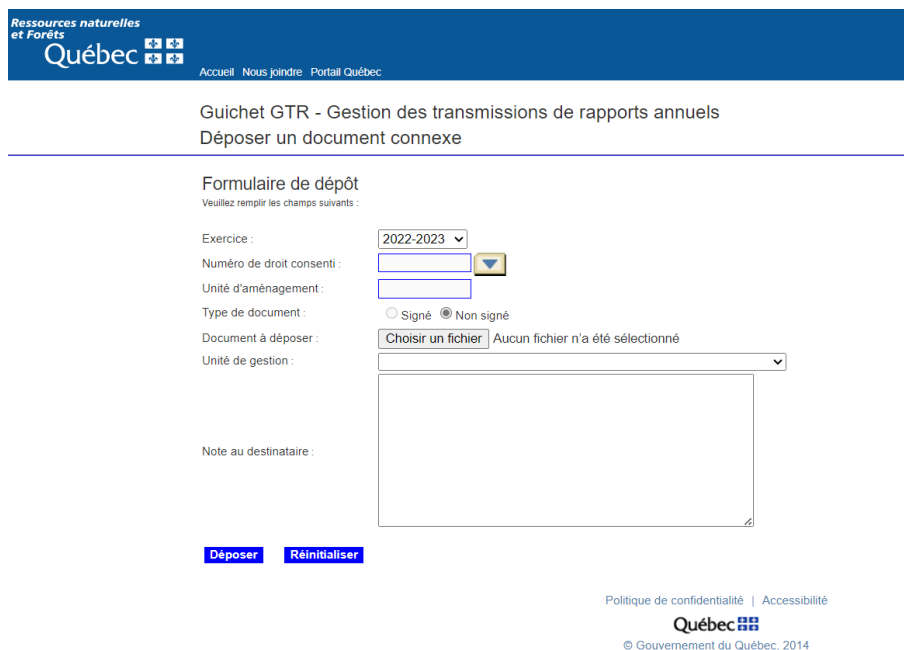 Ressources naturelles
et Forêts
Québec
Accueil Nous joindre Portail Québec
Guichet GTR - Gestion des transmissions de rapports annuels
Déposer un document connexe
Formulaire de dépôt
Veuillez remplir les champs suivants :
Exercice : 2022-2023
Numéro de droit consenti :
Unité d'aménagement :
Type de document : Signé Non signé
Document à déposer : Choisir un fichier Aucun fichier n'a été sélectionné
Unité de gestion :
Note au destinataire :
Déposer Réinitialiser
Politique de confidentialité | Accessibilité
Québec
© Gouvernement du Québec, 2014